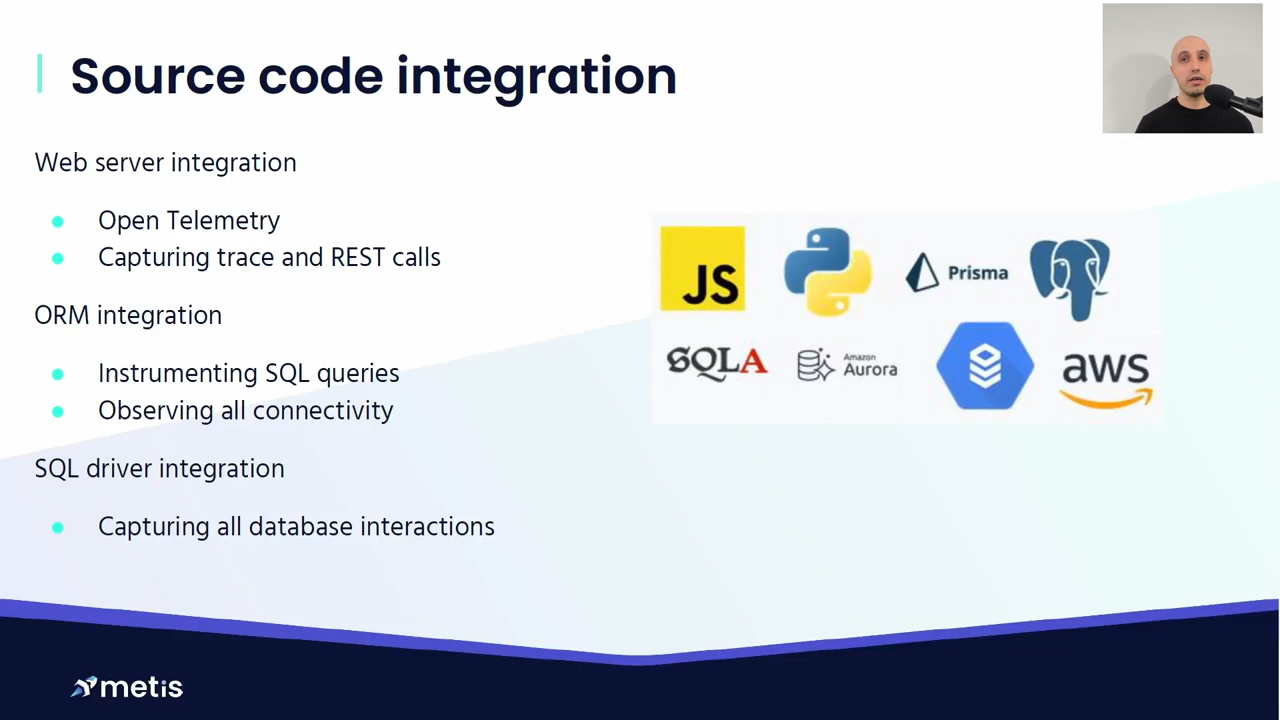 Source code integration
Web server integration
Open Telemetry
Capturing trace and REST calls
ORM integration
Instrumenting SQL queries
Observing all connectivity
SQL driver integration
Capturing all database interactions
JS
Prisma
SQLA
Amazon
Aurora
aws
metis